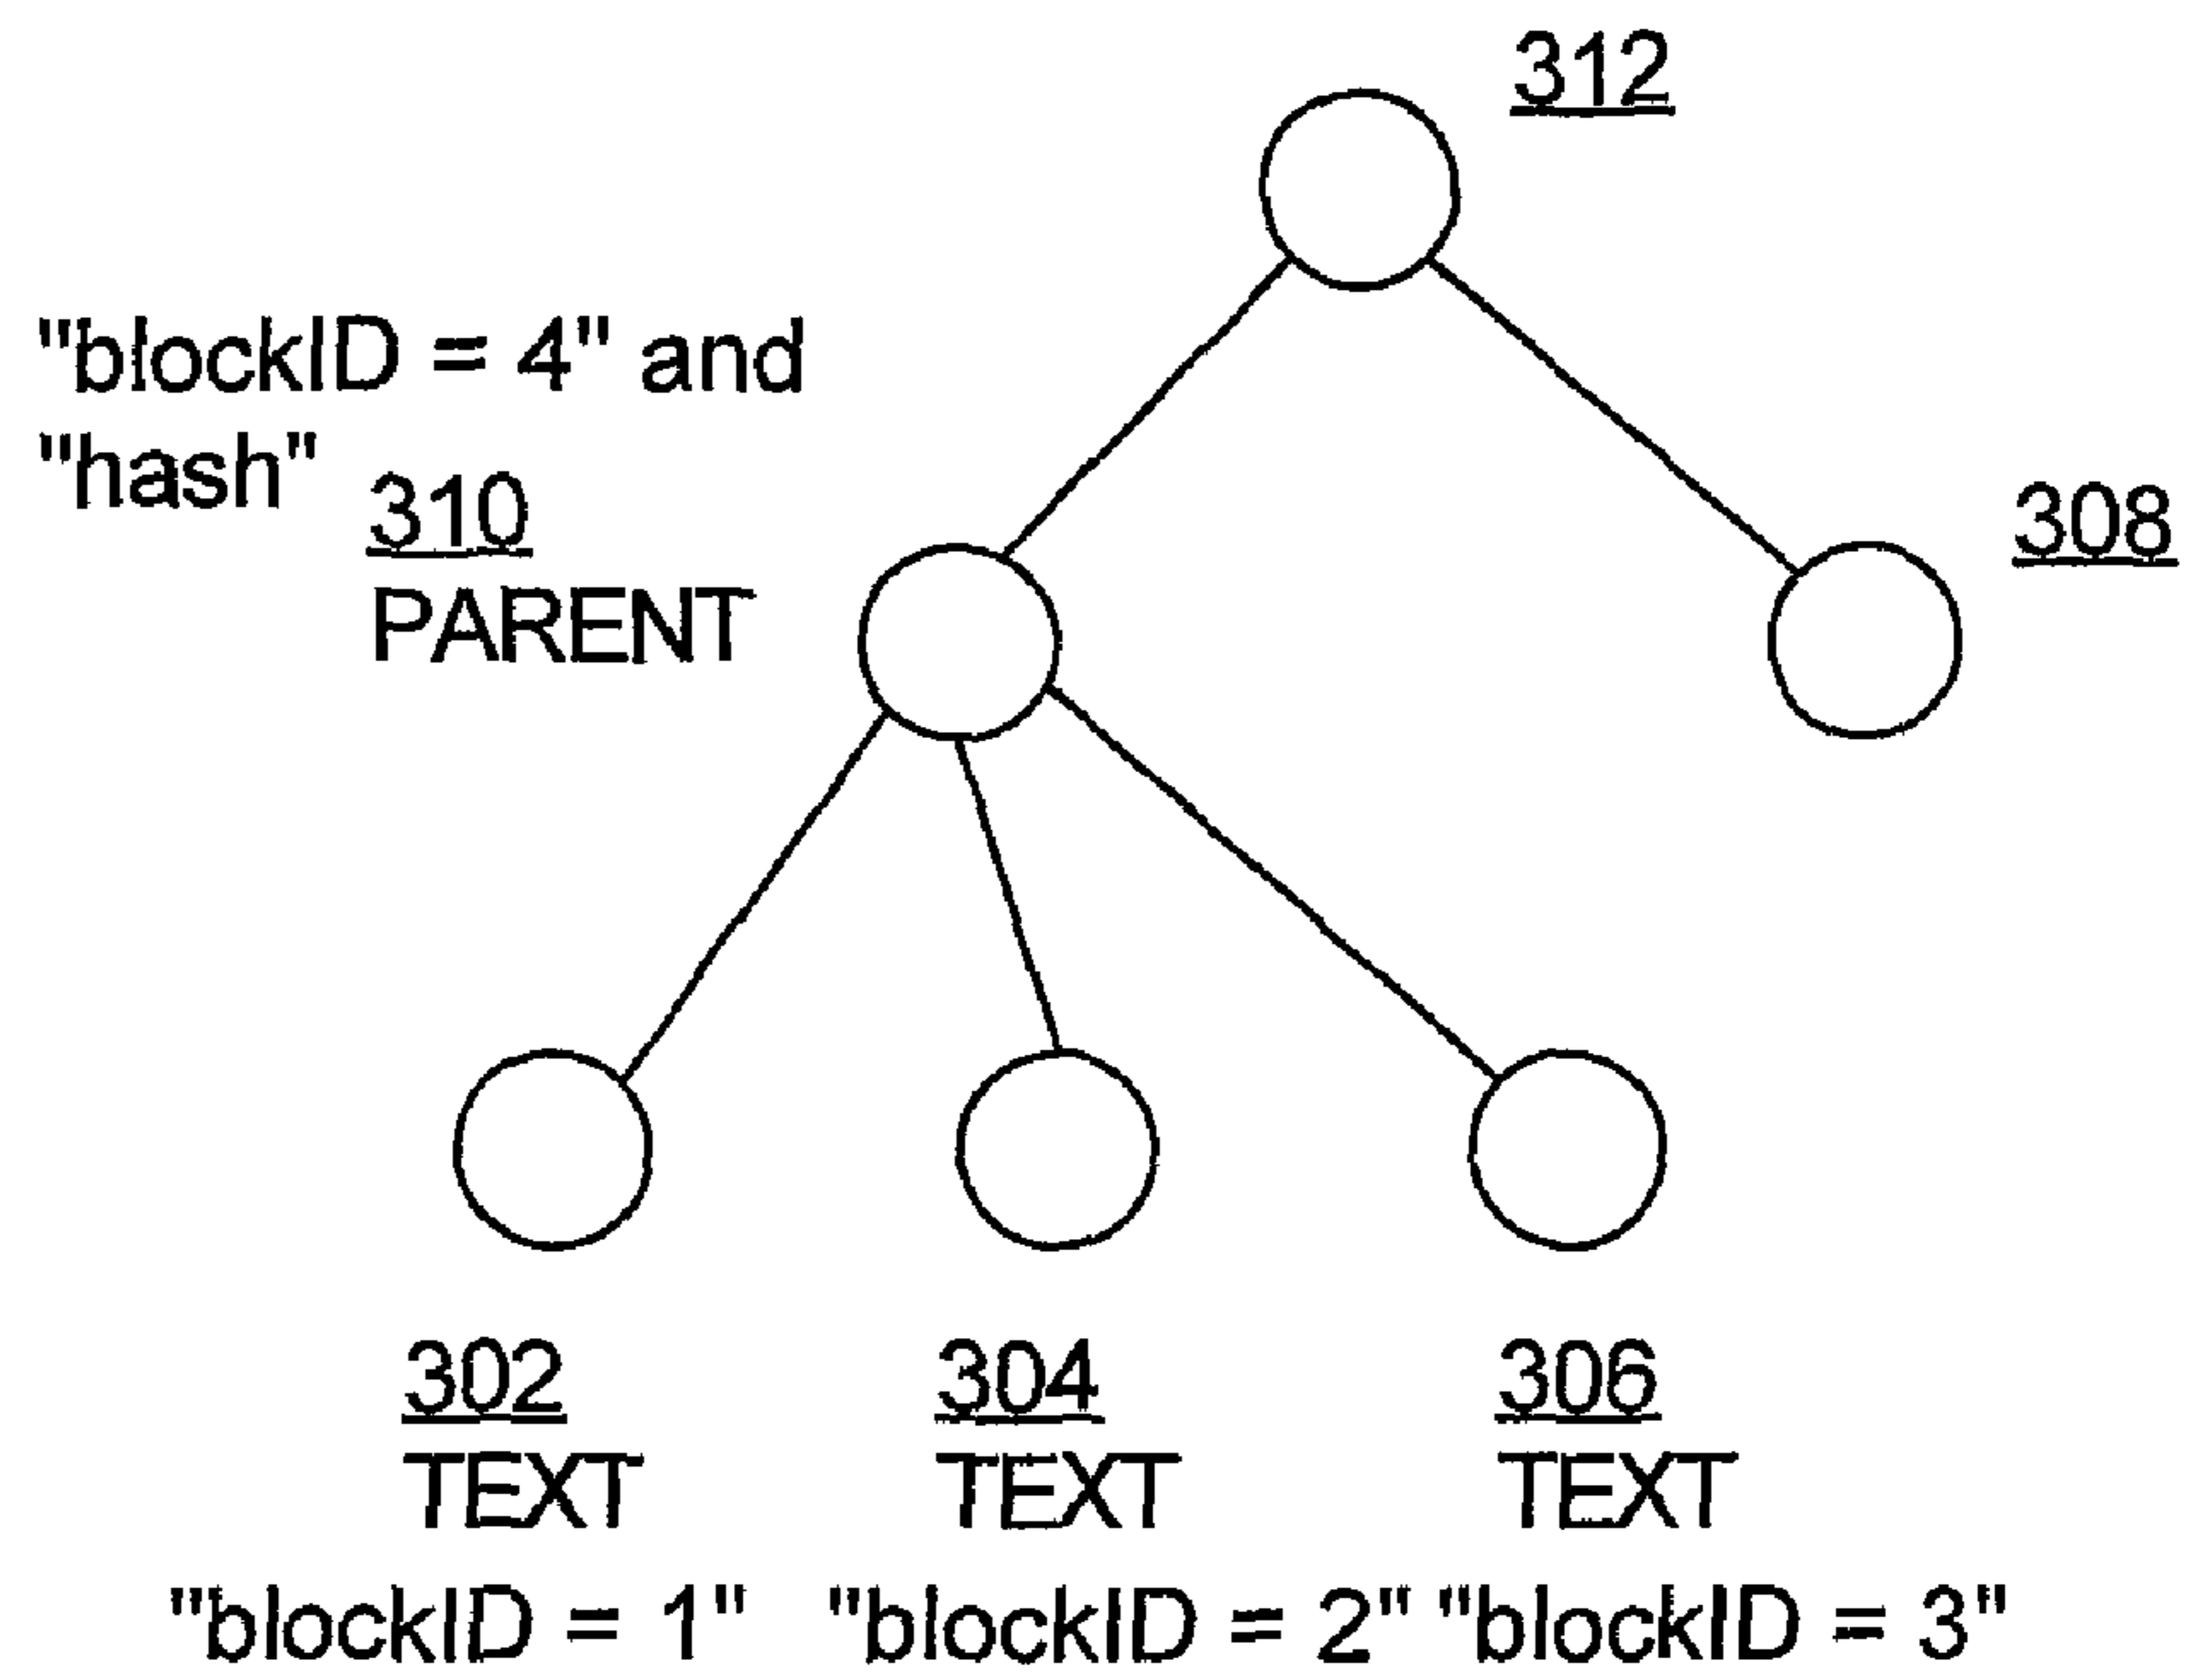 312
"blockID = 4" and
"hash"
310
PARENT
308
302
TEXT
"blockID = 1"
304
TEXT
"blockID = 2"
306
TEXT
"blockID = 3"